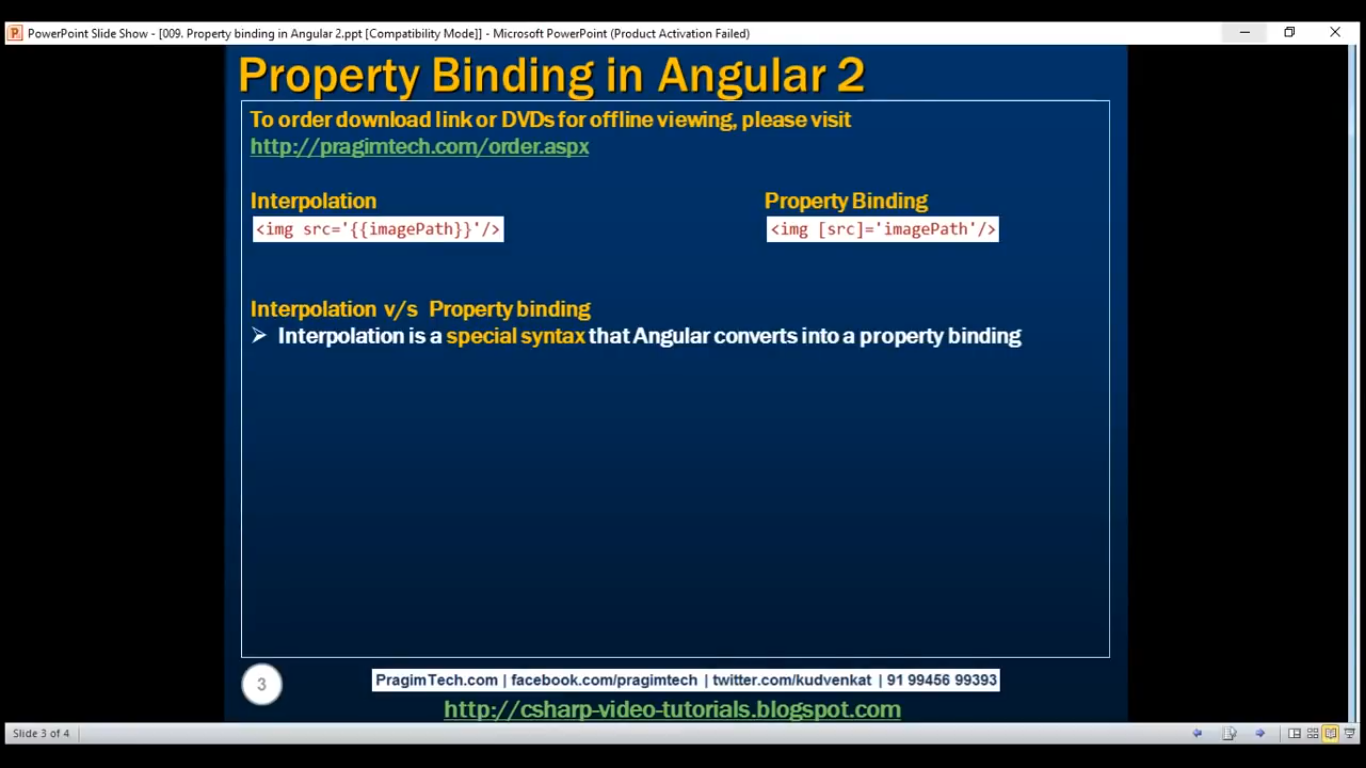 PowerPoint Slide Show - [009. Property binding in Angular 2.ppt [Compatibility Mode]] - Microsoft PowerPoint (Product Activation Failed)
Property Binding in Angular 2
To order download link or DVDs for offline viewing, please visit
http://pragimtech.com/order.aspx
Interpolation
Property Binding
<img src='{{imagePath}}'/>
<img [src]='imagePath'/>
Interpolation v/s Property binding
➢ Interpolation is a special syntax that Angular converts into a property binding
3
PragimTech.com | facebook.com/pragimtech | twitter.com/kudvenkat | 91 99456 99393
http://csharp-video-tutorials.blogspot.com
Slide 3 of 4